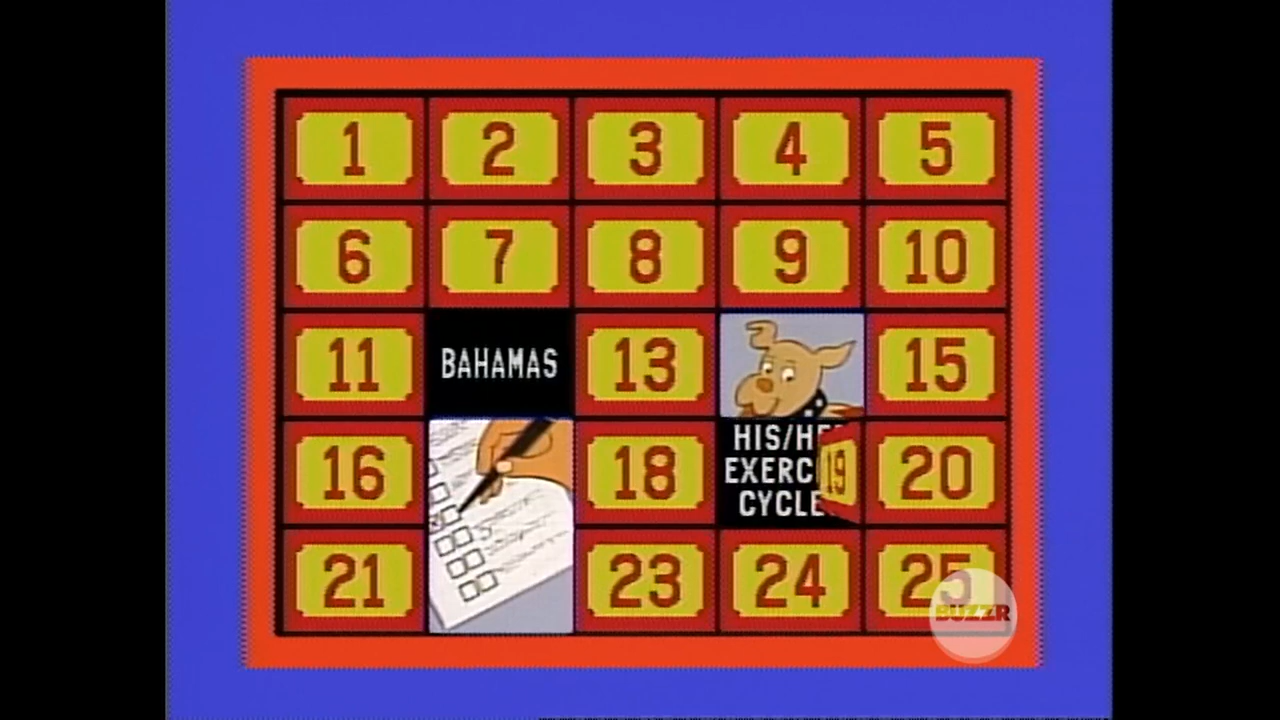 1 2 3 4 5
6 7 8 9 10
11 BAHAMAS 13 15
16 18 HIS/HE
EXERC 19 20
CYCLE
21 23 24 25
BUZZR